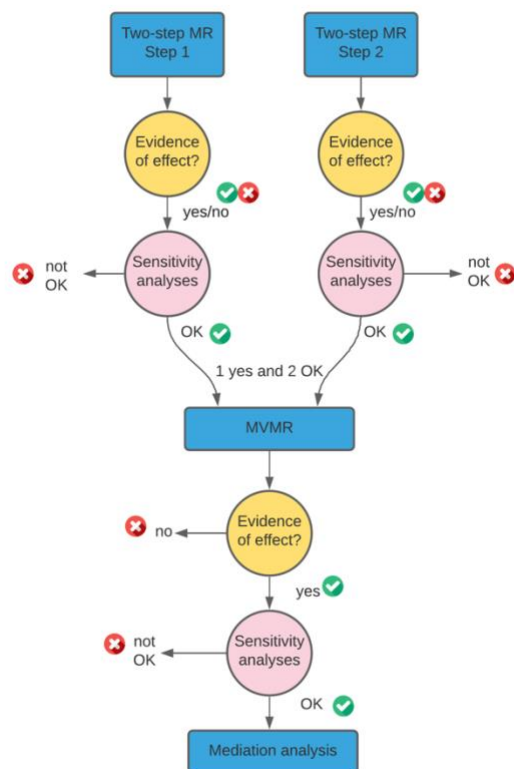 Two-step MR
Step 1
Two-step MR
Step 2
Evidence
of effect?
Evidence
of effect?
yes/no
yes/no
not
OK
Sensitivity
analyses
Sensitivity
analyses
not
OK
OK
OK
1 yes and 2 OK
MVMR
no
Evidence
of effect?
yes
not
OK
Sensitivity
analyses
OK
Mediation analysis